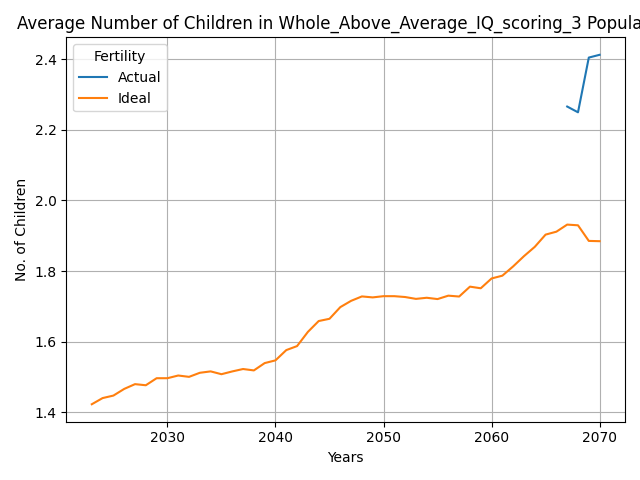 Average Number of Children in Whole_Above_Average_IQ_scoring_3 Popula
Fertility
Actual
Ideal
2.4
2.2
2.0
1.8
1.6
1.4
No. of Children
2030 2040 2050 2060 2070
Years